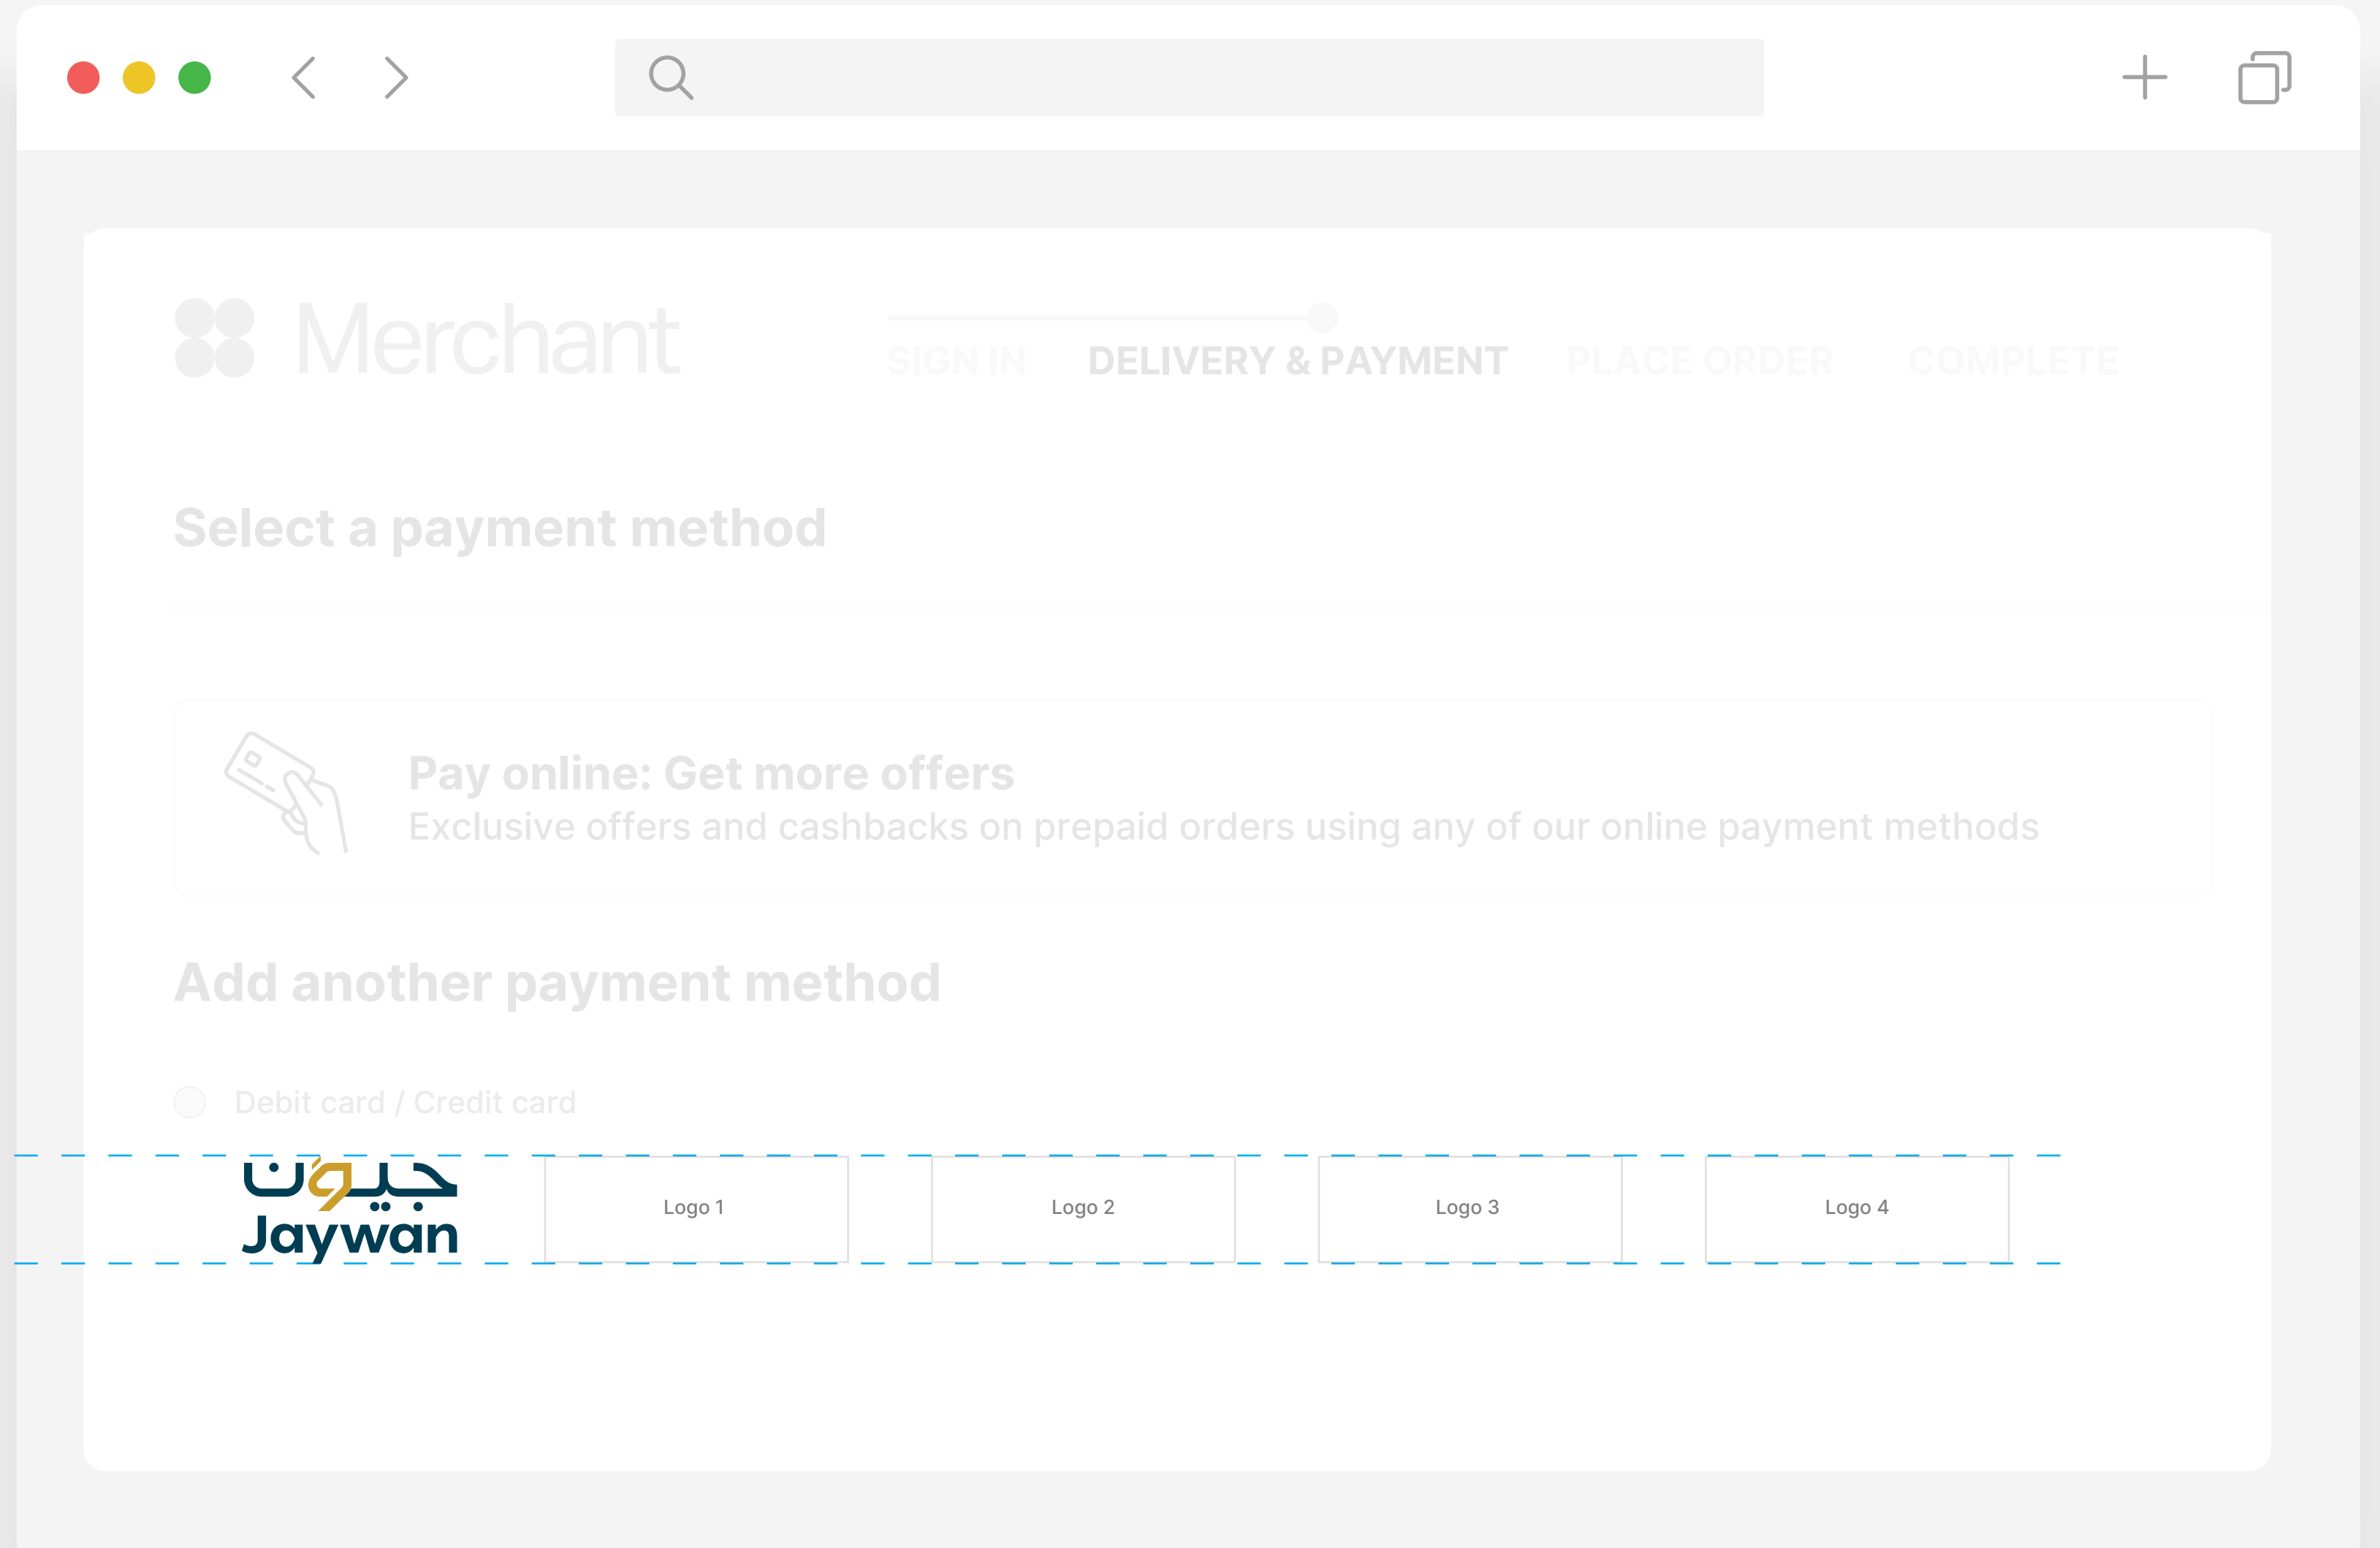 Merchant
SIGN IN DELIVERY & PAYMENT PLACE ORDER COMPLETE
Select a payment method
Pay online: Get more offers
Exclusive offers and cashbacks on prepaid orders using any of our online payment methods
Add another payment method
Debit card / Credit card
جيون
Jaywan
Logo 1
Logo 2
Logo 3
Logo 4